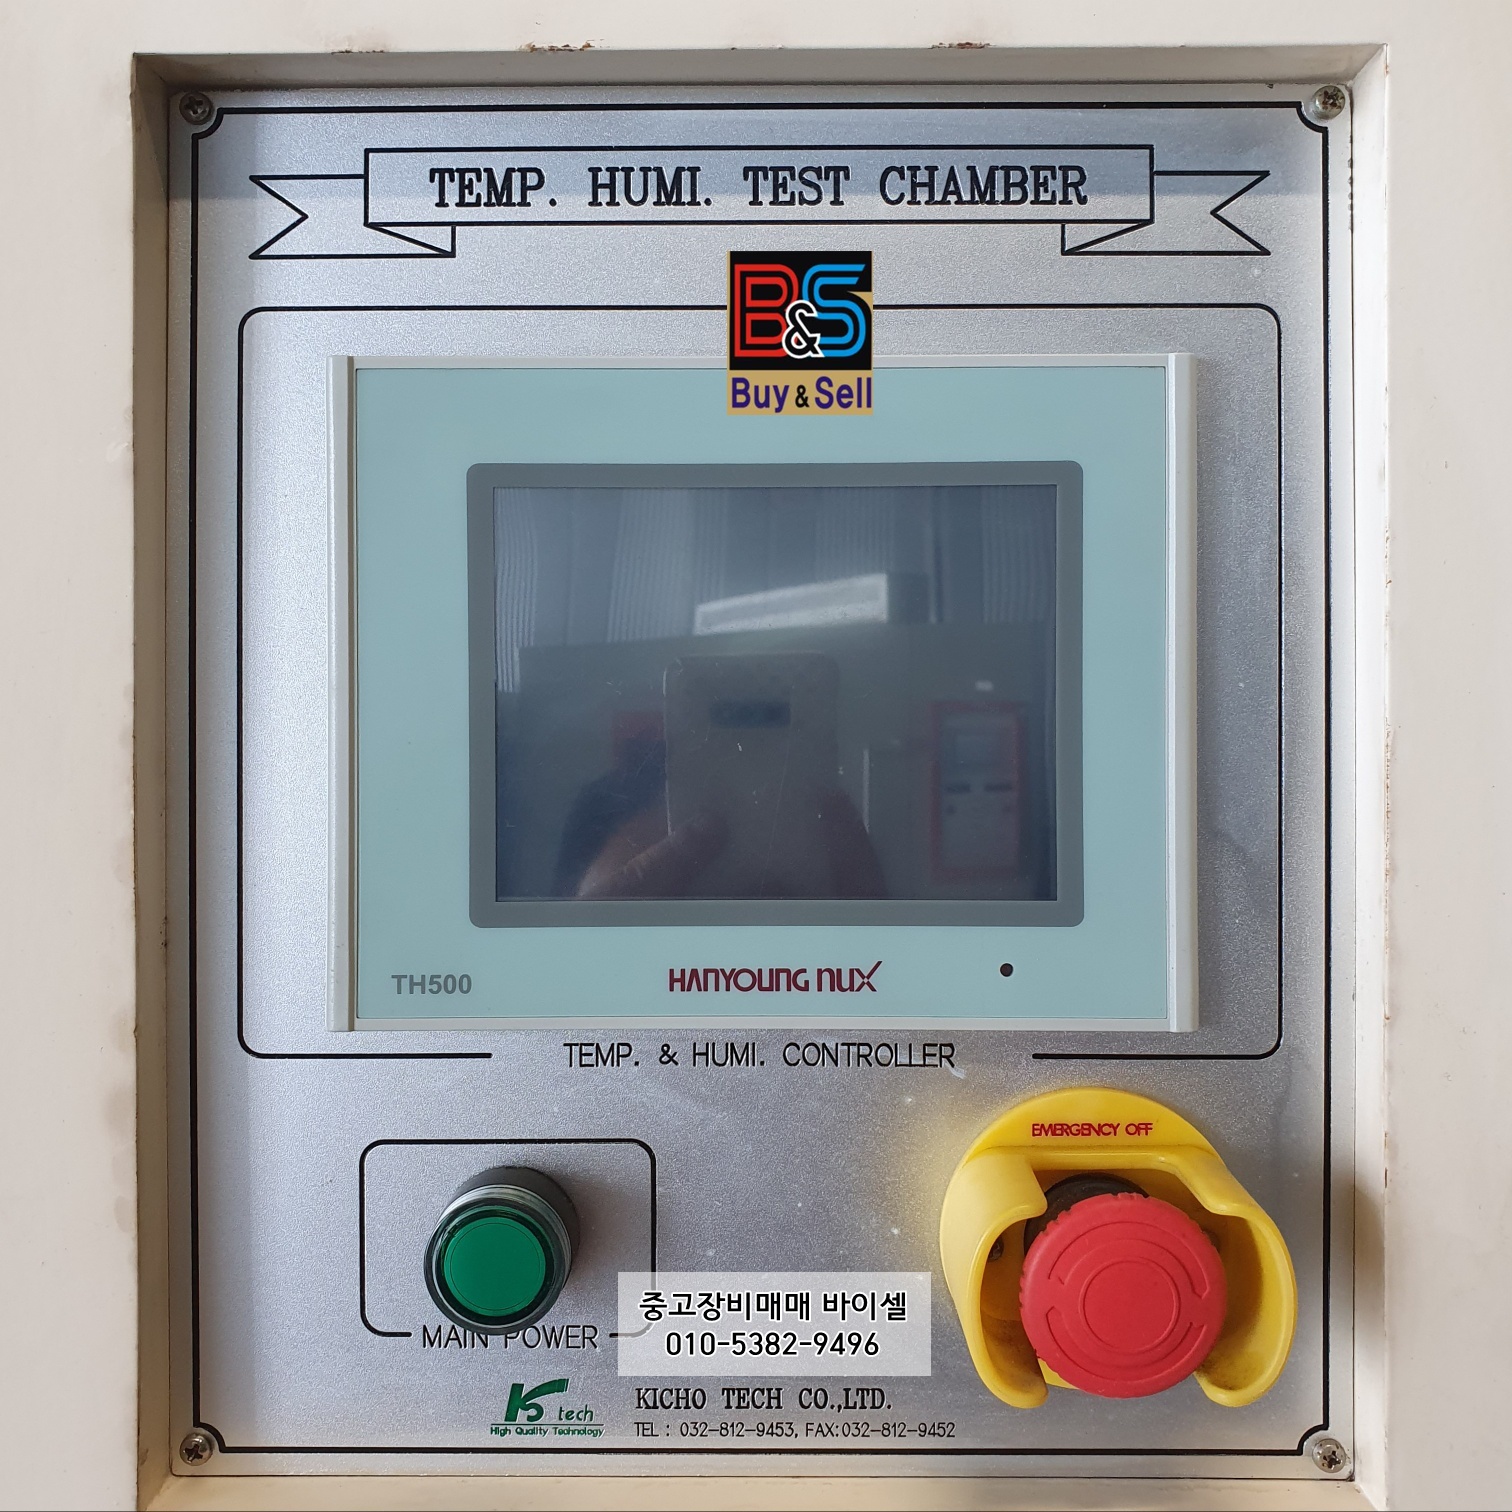 TEMP. HUMI. TEST CHAMBER
B&S
Buy & Sell
TH500
HANYOUNG nux
TEMP. & HUMI. CONTROLLER
EMERGENCY OFF
MAIN POWER
중고장비매매 바이셀
010-5382-9496
K tech
High Quality Technology
KICHO TECH CO.,LTD.
TEL : 032-812-9453, FAX:032-812-9452